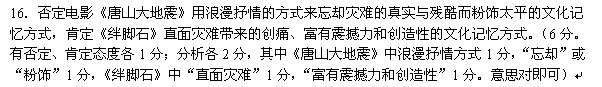 16．否定电影《唐山大地震》用浪漫抒情的方式来忘却灾难的真实与残酷而粉饰太平的文化记
忆方式，肯定《绊脚石》直面灾难带来的创痛、富有震撼力和创造性的文化记忆方式。（6 分。
有否定、肯定态度各 1 分；分析各 2 分，其中《唐山大地震》中浪漫抒情方式 1 分，“忘却”或
“粉饰”1 分，《绊脚石》中“直面灾难”1 分，“富有震撼力和创造性”1 分。意思对即可）↵